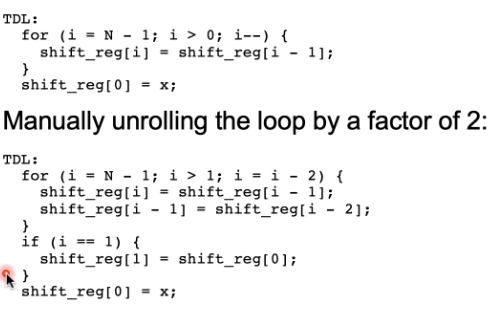 TDL:
for (i = N - 1; i > 0; i--) {
shift_reg[i] = shift_reg[i - 1];
}
shift_reg[0] = x;
Manually unrolling the loop by a factor of 2:
TDL:
for (i = N - 1; i > 1; i = i - 2) {
shift_reg[i] = shift_reg[i - 1];
shift_reg[i - 1] = shift_reg[i - 2];
}
if (i == 1) {
shift_reg[1] = shift_reg[0];
}
shift_reg[0] = x;